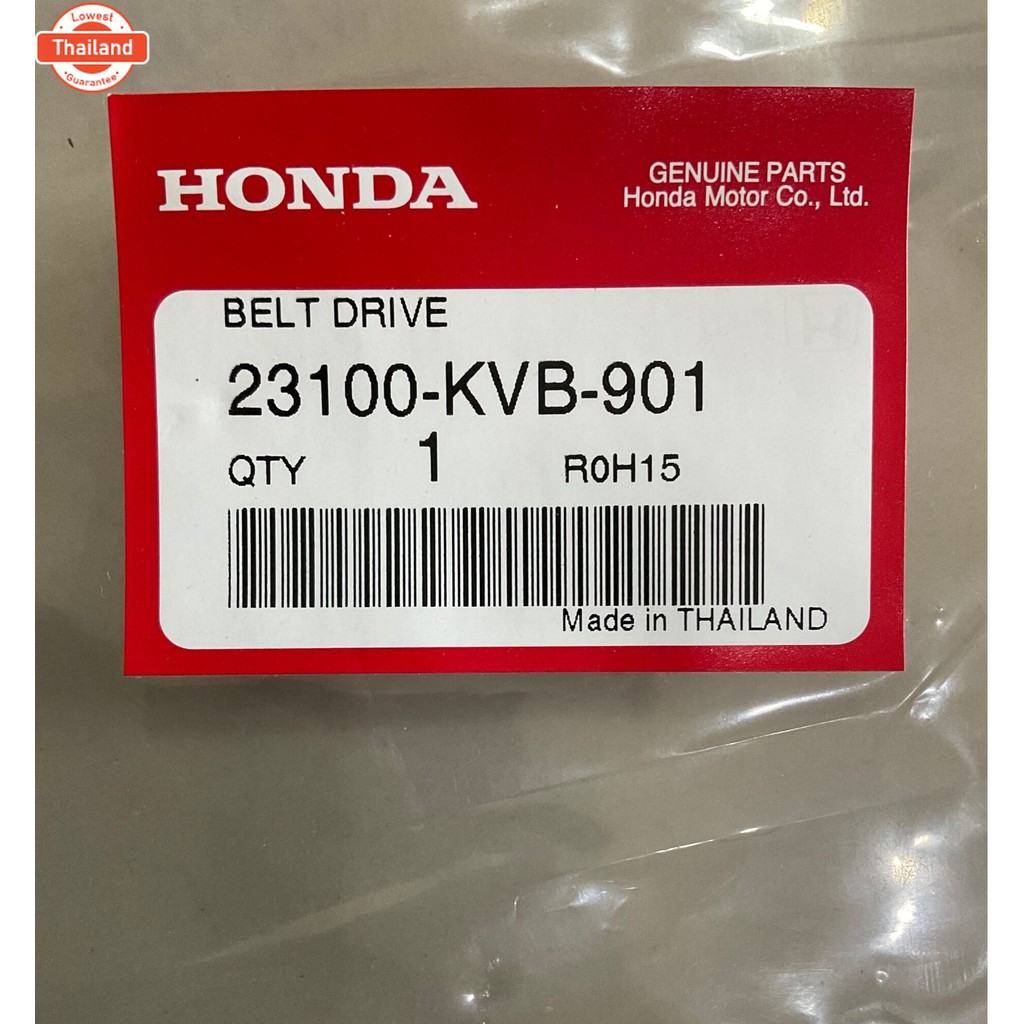 Lowest
Thailand
Guarantee
HONDA
GENUINE PARTS
Honda Motor Co., Ltd.
BELT DRIVE
23100-KVB-901
QTY 1 R0H15
Made in THAILAND